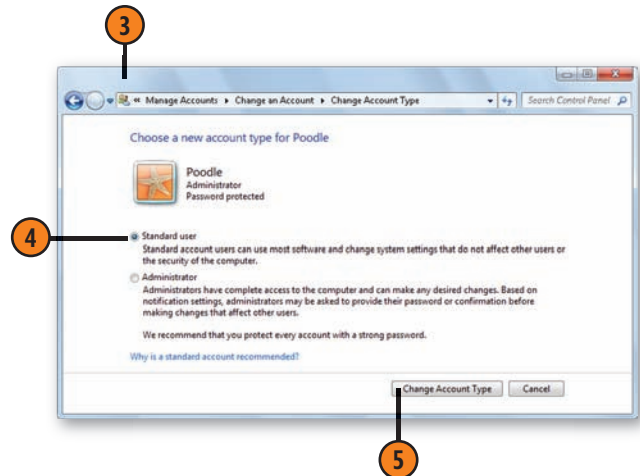 3
« Manage Accounts ▸ Change an Account ▸ Change Account Type
Search Control Panel
Choose a new account type for Poodle
Poodle
Administrator
Password protected
4
Standard user
Standard account users can use most software and change system settings that do not affect other users or
the security of the computer.
Administrator
Administrators have complete access to the computer and can make any desired changes. Based on
notification settings, administrators may be asked to provide their password or confirmation before
making changes that affect other users.
We recommend that you protect every account with a strong password.
Why is a standard account recommended?
Change Account Type
Cancel
5